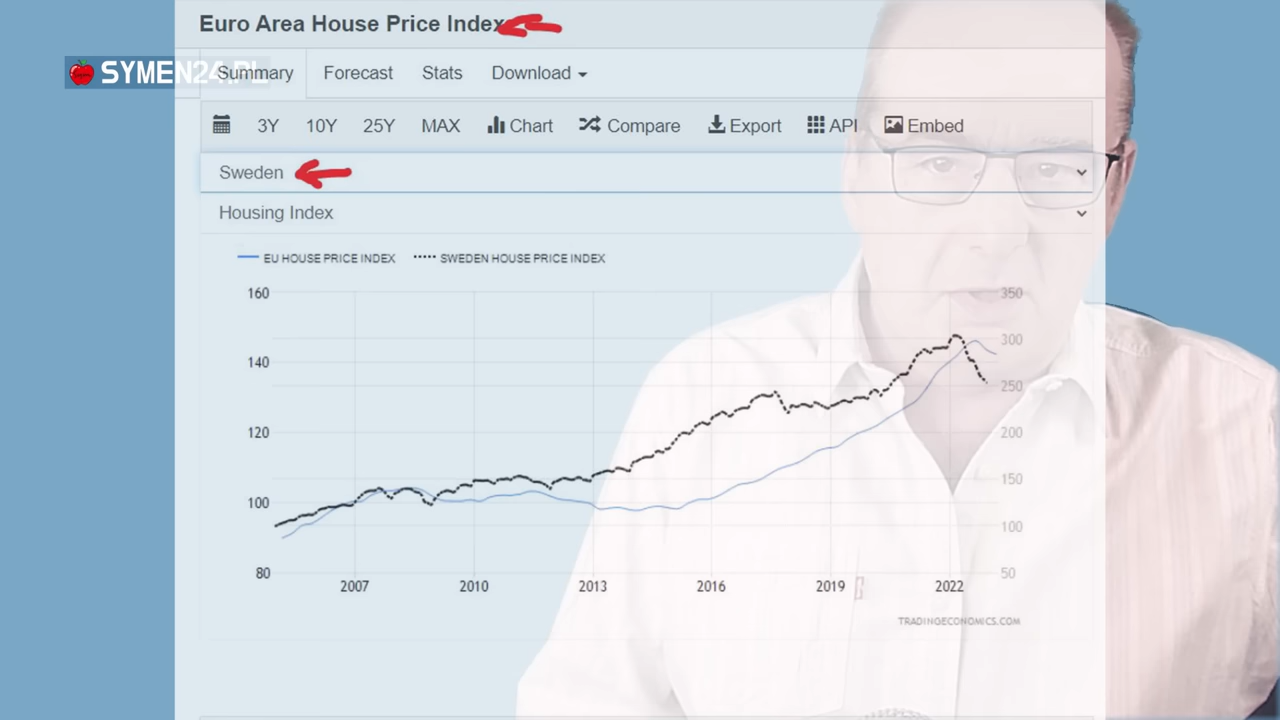 Euro Area House Price Index
SYMEN24.PL
Summary Forecast Stats Download
3Y 10Y 25Y MAX Chart Compare Export API Embed
Sweden
Housing Index
EU HOUSE PRICE INDEX SWEDEN HOUSE PRICE INDEX
160 350
300
140
250
120 200
150
100
100
80 50
2007 2010 2013 2016 2019 2022
TRADINGECONOMICS.COM